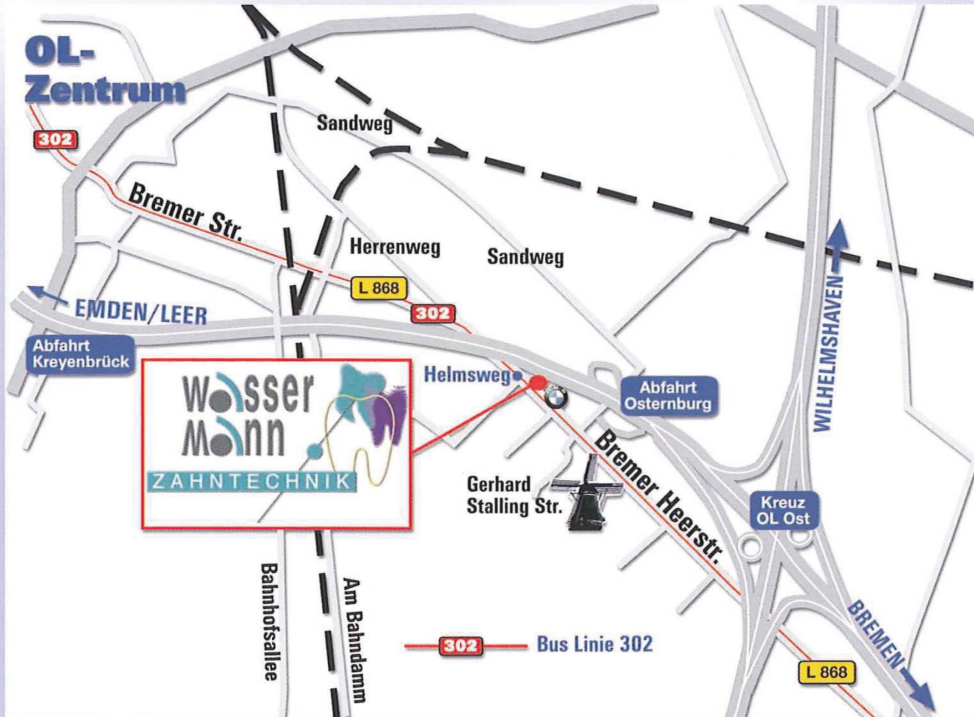 OL-
Zentrum
302
Sandweg
Bremer Str.
Herrenweg
Sandweg
L 868
302
EMDEN/LEER
WILHELMSHAVEN
Abfahrt
Kreyenbrück
Helmsweg
Abfahrt
Osternburg
wasser
mann
ZAHNTECHNIK
Bremer Heerstr.
Gerhard
Stalling Str.
Kreuz
OL Ost
Bahnhofsallee
Am Bahndamm
302
Bus Linie 302
BREMEN
L 868